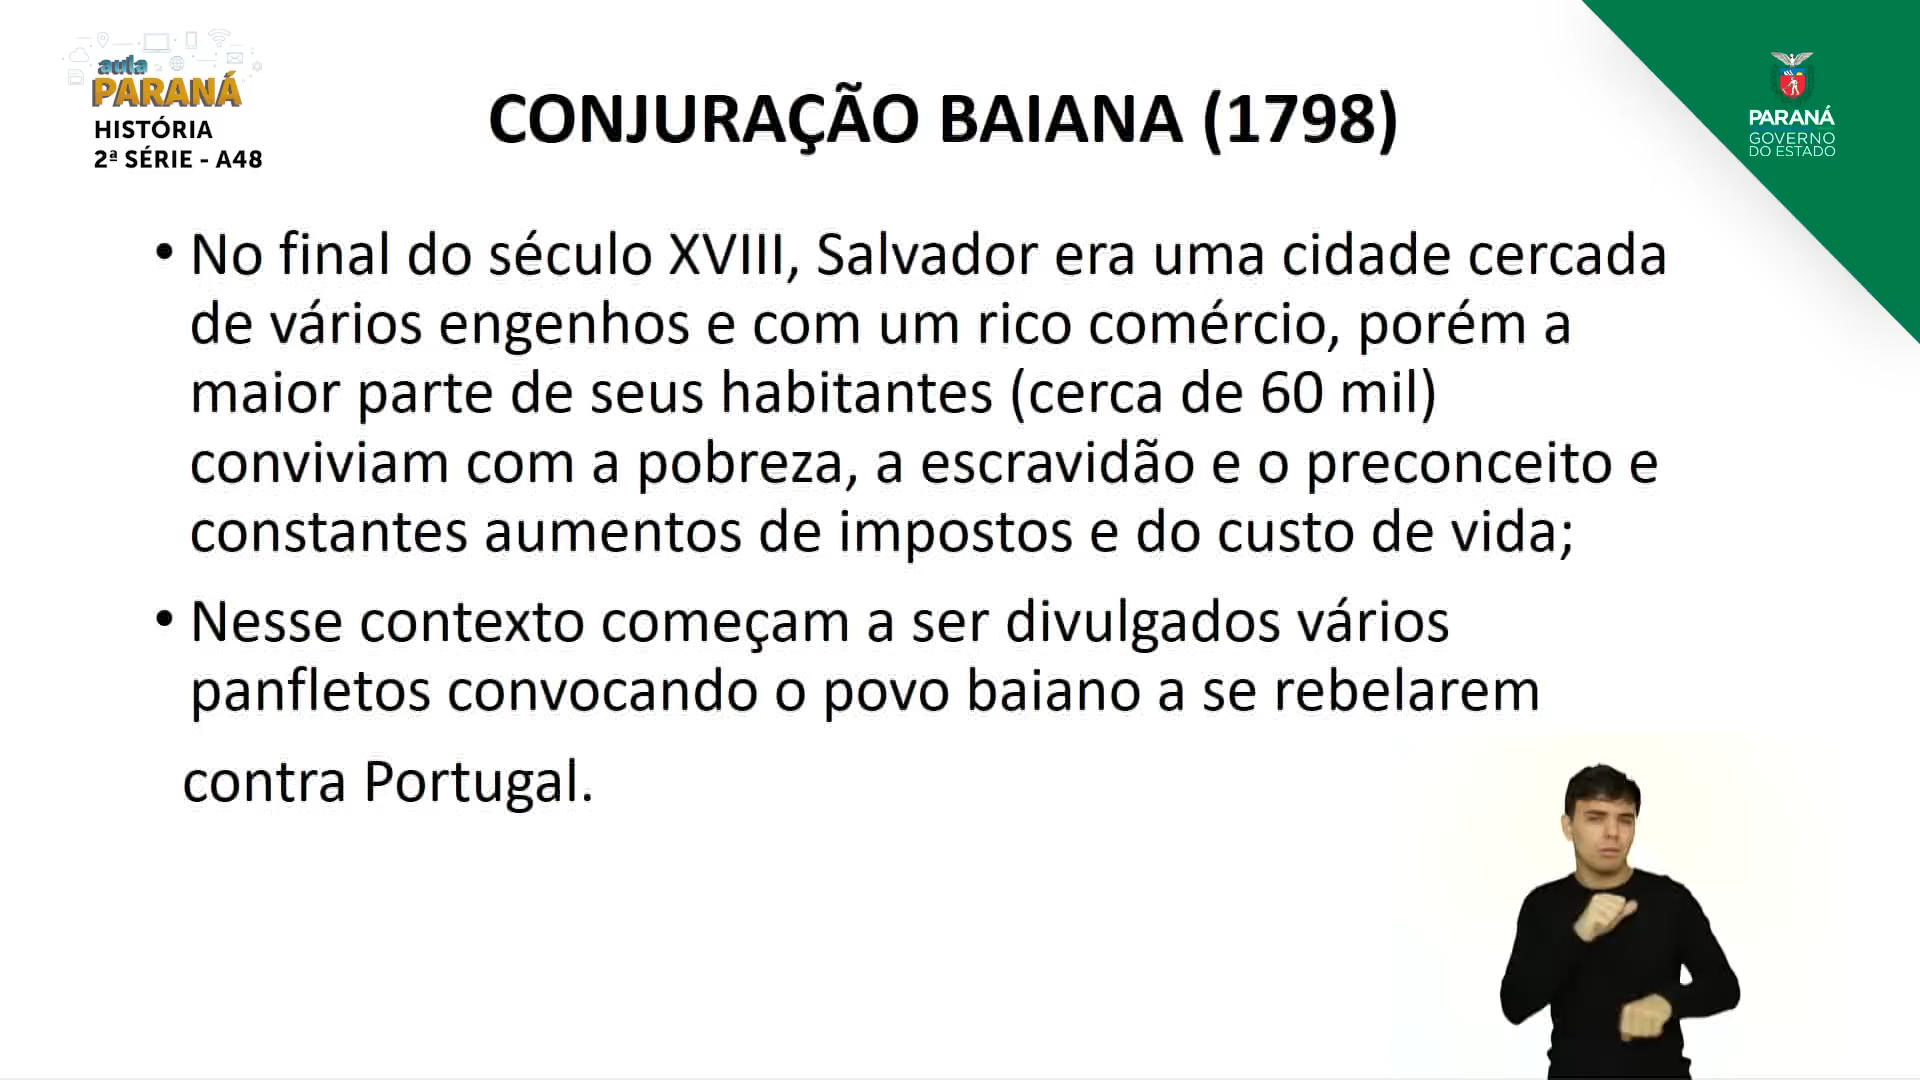 aula
PARANÁ
HISTÓRIA
2ª SÉRIE - A48
CONJURAÇÃO BAIANA (1798)
PARANÁ
GOVERNO
DO ESTADO
• No final do século XVIII, Salvador era uma cidade cercada
de vários engenhos e com um rico comércio, porém a
maior parte de seus habitantes (cerca de 60 mil)
conviviam com a pobreza, a escravidão e o preconceito e
constantes aumentos de impostos e do custo de vida;
• Nesse contexto começam a ser divulgados vários
panfletos convocando o povo baiano a se rebelarem
contra Portugal.